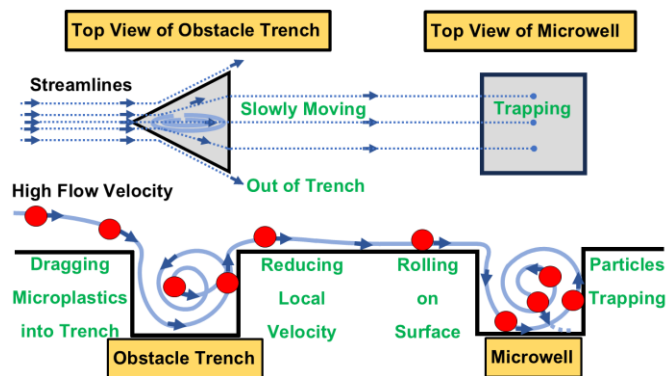 Top View of Obstacle Trench
Top View of Microwell
Streamlines
Slowly Moving
Trapping
Out of Trench
High Flow Velocity
Dragging
Microplastics
into Trench
Reducing
Local
Velocity
Rolling
on
Surface
Particles
Trapping
Obstacle Trench
Microwell